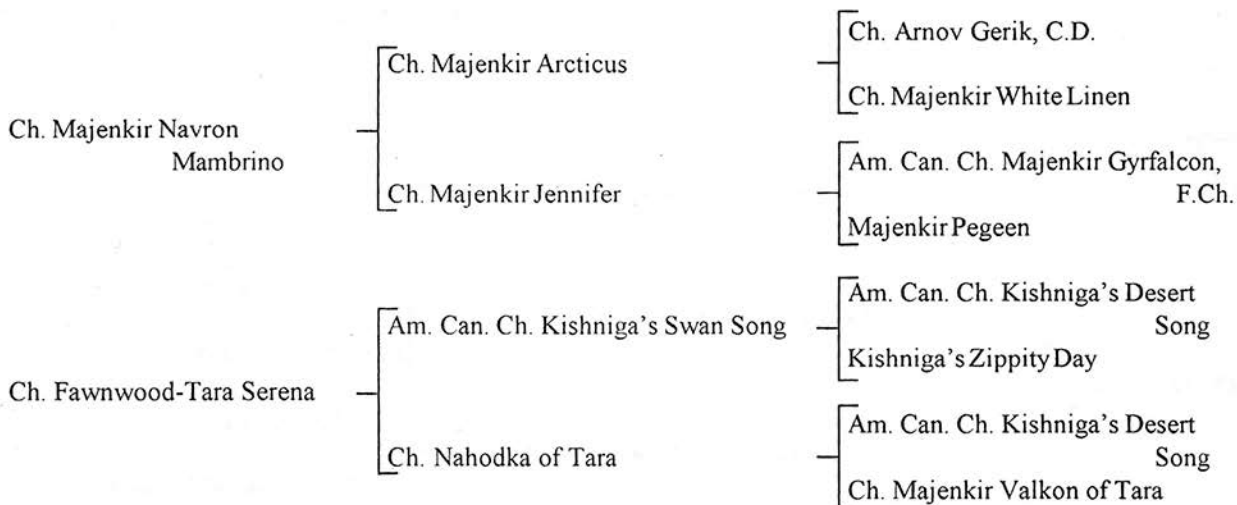 Ch. Arnov Gerik, C.D.
Ch. Majenkir Arcticus
Ch. Majenkir White Linen
Ch. Majenkir Navron
Mambrino
Am. Can. Ch. Majenkir Gyrfalcon,
F.Ch.
Ch. Majenkir Jennifer
Majenkir Pegeen
Am. Can. Ch. Kishniga's Desert
Song
Am. Can. Ch. Kishniga's Swan Song
Kishniga's Zippity Day
Ch. Fawnwood-Tara Serena
Am. Can. Ch. Kishniga's Desert
Song
Ch. Nahodka of Tara
Ch. Majenkir Valkon of Tara